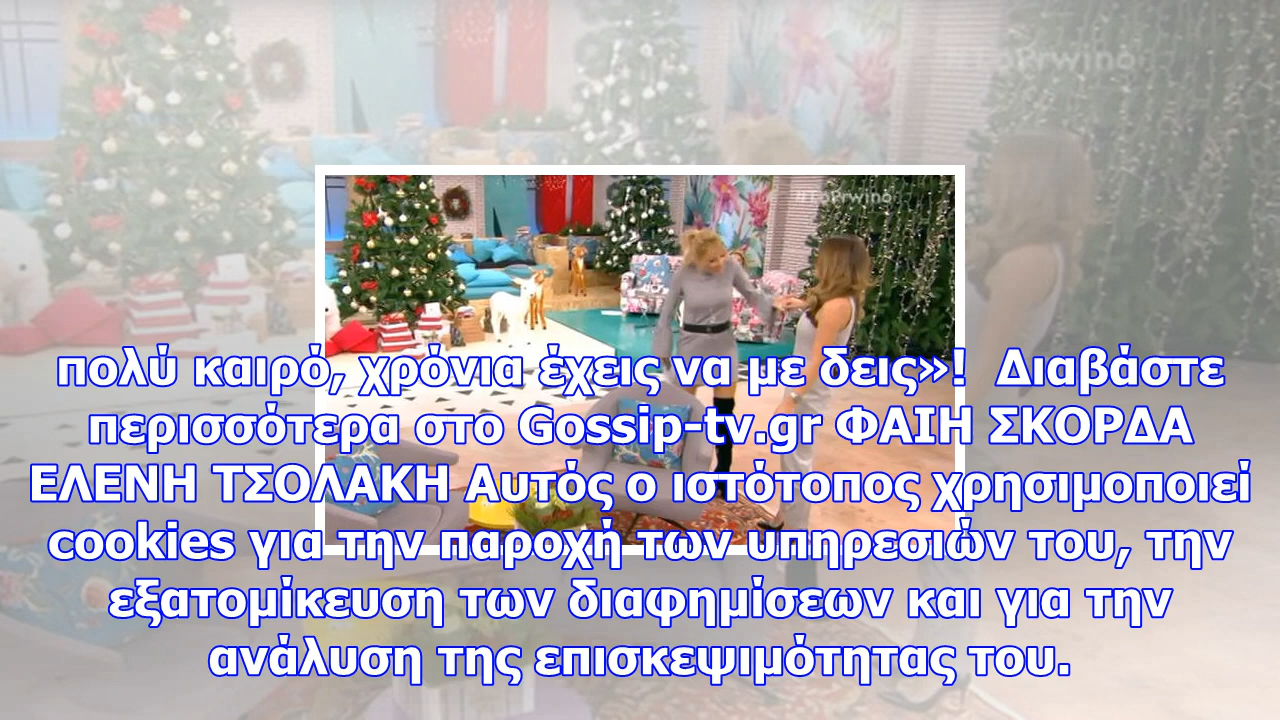 #ToPrwino
#ToPrwino
πολύ καιρό, χρόνια έχεις να με δεις»! Διαβάστε
περισσότερα στο Gossip-tv.gr ΦΑΙΗ ΣΚΟΡΔΑ
ΕΛΕΝΗ ΤΣΟΛΑΚΗ Αυτός ο ιστότοπος χρησιμοποιεί
cookies για την παροχή των υπηρεσιών του, την
εξατομίκευση των διαφημίσεων και για την
ανάλυση της επισκεψιμότητας του.